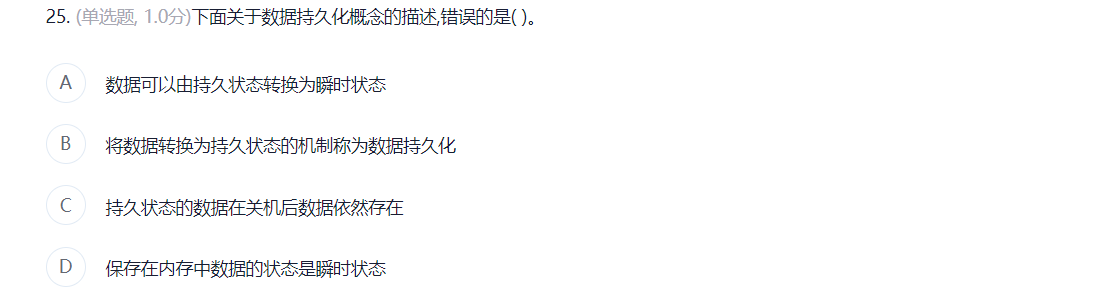 25. (单选题, 1.0分)下面关于数据持久化概念的描述,错误的是( )。
A 数据可以由持久状态转换为瞬时状态
B 将数据转换为持久状态的机制称为数据持久化
C 持久状态的数据在关机后数据依然存在
D 保存在内存中数据的状态是瞬时状态